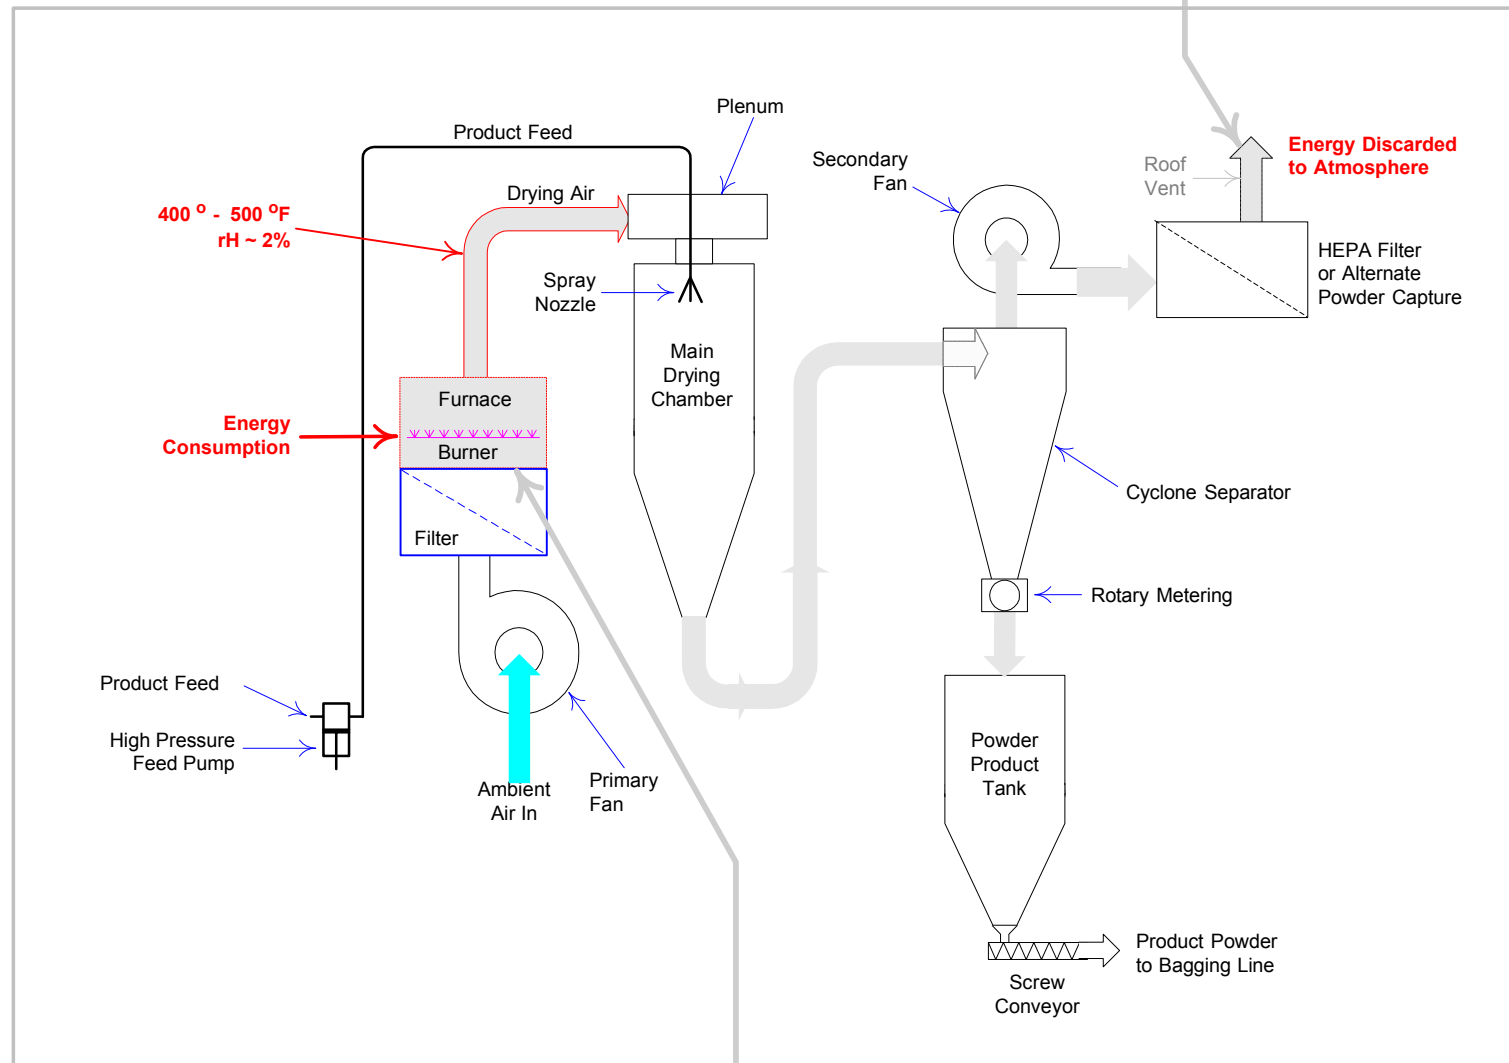 Plenum
Product Feed
Secondary
Fan
Energy Discarded
to Atmosphere
Roof
Vent
Drying Air
400 o - 500 oF
rH ~ 2%
HEPA Filter
or Alternate
Powder Capture
Spray
Nozzle
Main
Drying
Chamber
Furnace
Energy
Consumption
Burner
Cyclone Separator
Filter
Rotary Metering
Product Feed
High Pressure
Feed Pump
Ambient
Air In
Primary
Fan
Powder
Product
Tank
Product Powder
to Bagging Line
Screw
Conveyor